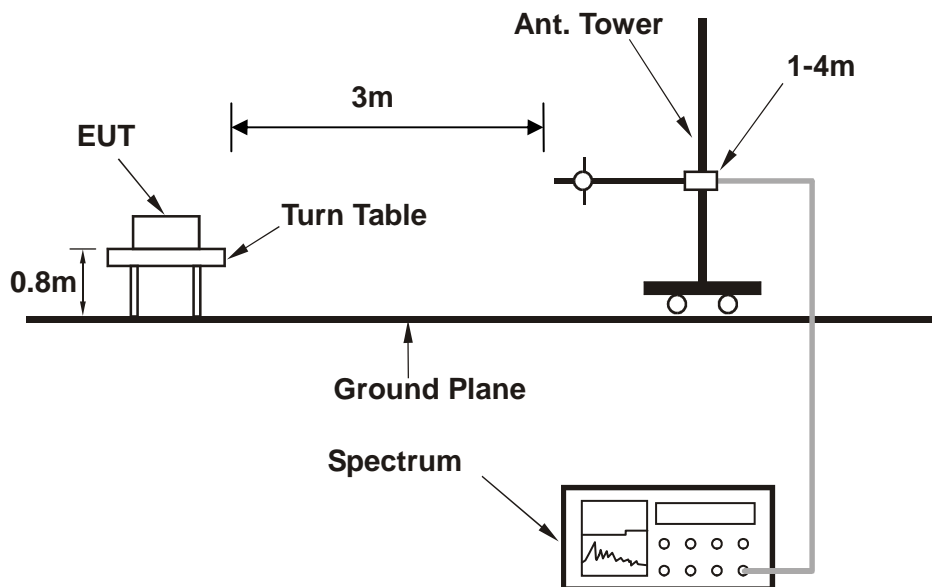 Ant. Tower
1-4m
3m
EUT
Turn Table
0.8m
Ground Plane
Spectrum